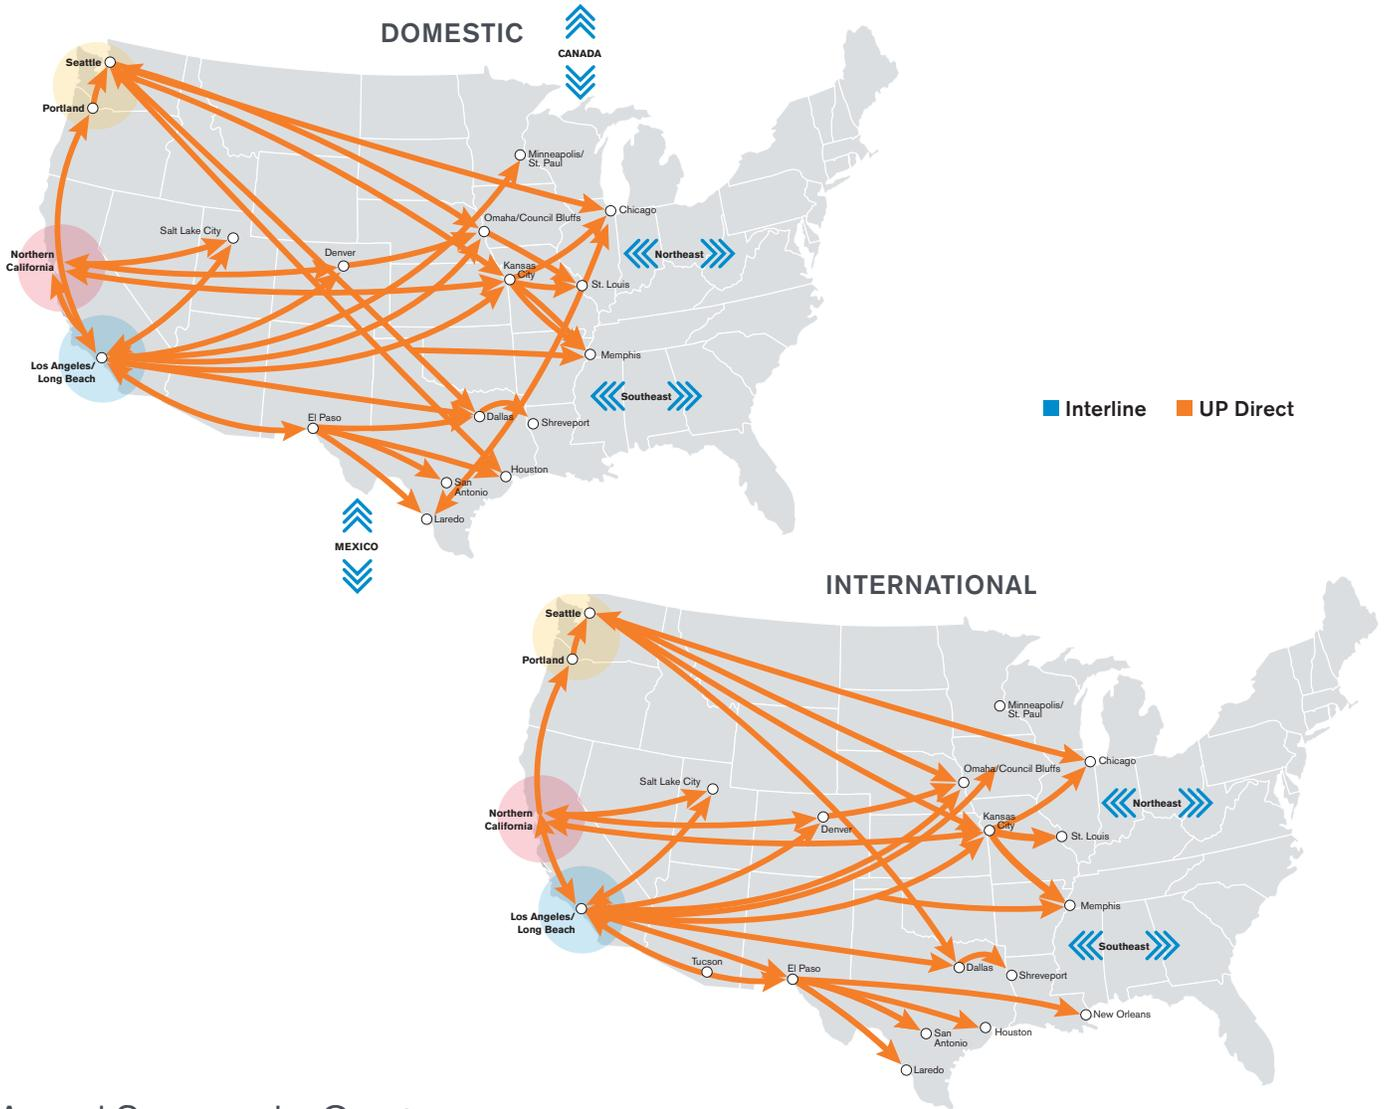 DOMESTIC
CANADA
Seattle
Portland
Minneapolis/
St. Paul
Chicago
Omaha/Council Bluffs
Salt Lake City
Denver
Northern
California
Kansas
City
Northeast
St. Louis
Memphis
Los Angeles/
Long Beach
Southeast
El Paso
Dallas
Shreveport
Houston
San
Antonio
Laredo
MEXICO
Interline
UP Direct
INTERNATIONAL
Seattle
Portland
Minneapolis/
St. Paul
Chicago
Omaha/Council Bluffs
Salt Lake City
Northern
California
Denver
Kansas
City
Northeast
St. Louis
Memphis
Los Angeles/
Long Beach
Southeast
Tucson
El Paso
Dallas
Shreveport
New Orleans
Houston
San
Antonio
Laredo